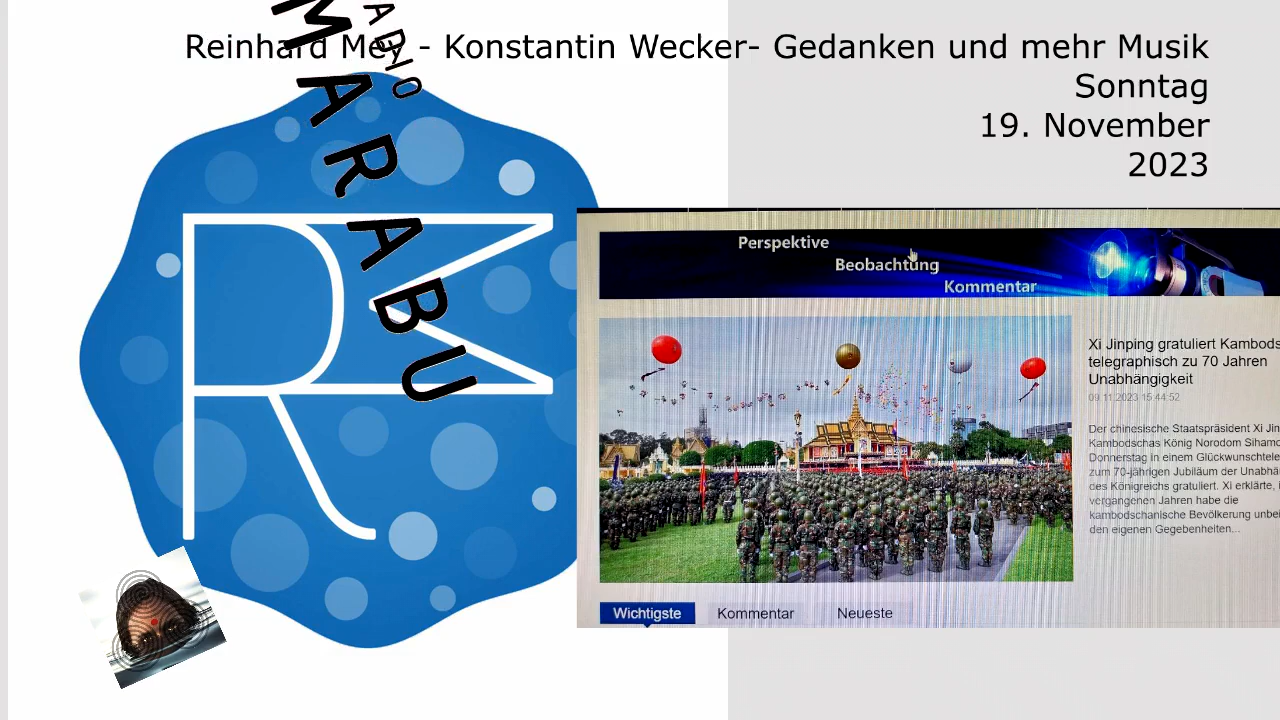 Reinhard Mey - Konstantin Wecker- Gedanken und mehr Musik
Sonntag
19. November
2023
RADIO
MARABU
Perspektive
Beobachtung
Kommentar
Xi Jinping gratuliert Kambods
telegraphisch zu 70 Jahren
Unabhängigkeit
09.11.2023 15:44:52
Der chinesische Staatspräsident Xi Jin
Kambodschas König Norodom Sihamo
Donnerstag in einem Glückwunschtele
zum 70-jährigen Jubiläum der Unabhä
des Königreichs gratuliert. Xi erklärte, i
vergangenen Jahren habe die
kambodschanische Bevölkerung unbei
den eigenen Gegebenheiten...
Wichtigste Kommentar Neueste